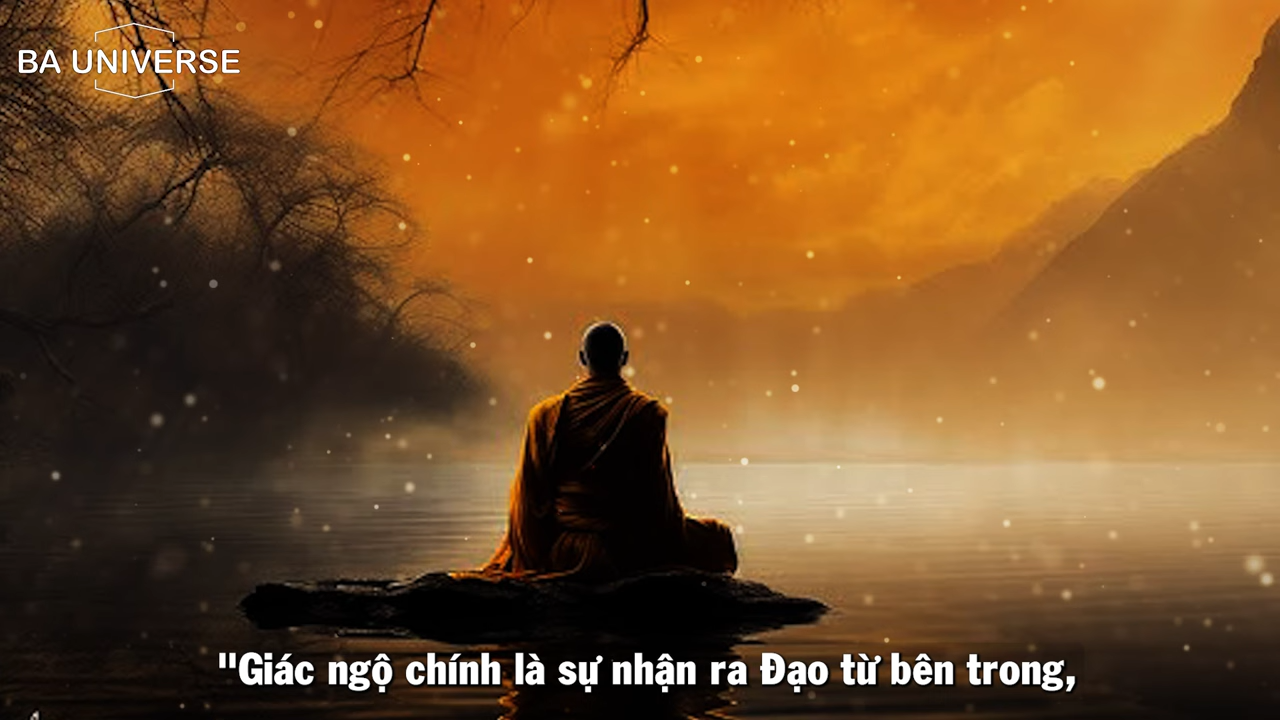 BA UNIVERSE
"Giác ngộ chính là sự nhận ra Đạo từ bên trong,